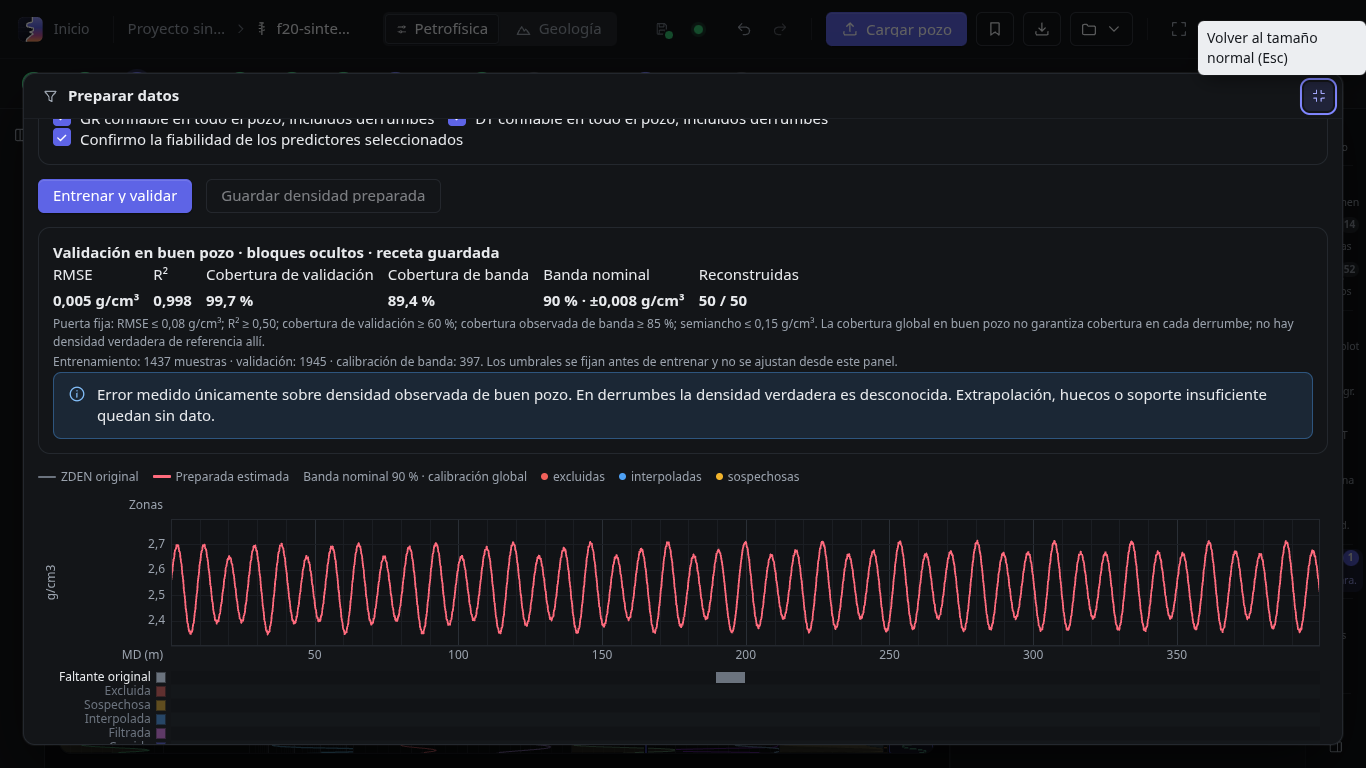 Inicio
Proyecto sin...
f20-sinte...
Petrofísica
Geología
Cargar pozo
Volver al tamaño
normal (Esc)
Preparar datos
GR confiable en todo el pozo, incluidos derrumbes
DT confiable en todo el pozo, incluidos derrumbes
Confirmo la fiabilidad de los predictores seleccionados
Entrenar y validar
Guardar densidad preparada
Validación en buen pozo · bloques ocultos · receta guardada
RMSE R² Cobertura de validación Cobertura de banda Banda nominal Reconstruidas
0,005 g/cm³ 0,998 99,7 % 89,4 % 90 % · ±0,008 g/cm³ 50 / 50
Puerta fija: RMSE ≤ 0,08 g/cm³; R² ≥ 0,50; cobertura de validación ≥ 60 %; cobertura observada de banda ≥ 85 %; semiancho ≤ 0,15 g/cm³. La cobertura global en buen pozo no garantiza cobertura en cada derrumbe; no hay
densidad verdadera de referencia allí.
Entrenamiento: 1437 muestras · validación: 1945 · calibración de banda: 397. Los umbrales se fijan antes de entrenar y no se ajustan desde este panel.
Error medido únicamente sobre densidad observada de buen pozo. En derrumbes la densidad verdadera es desconocida. Extrapolación, huecos o soporte insuficiente
quedan sin dato.
ZDEN original Preparada estimada Banda nominal 90 % · calibración global excluidas interpoladas sospechosas
Zonas
2,7
2,6
2,5
2,4
g/cm3
MD (m) 50 100 150 200 250 300 350
Faltante original
Excluida
Sospechosa
Interpolada
Filtrada
14
52
1